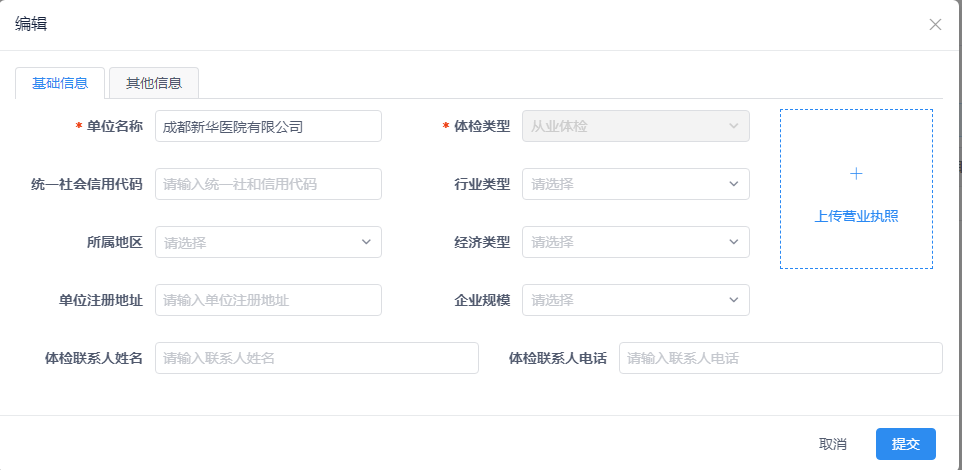 编辑
基础信息 其他信息
* 单位名称 成都新华医院有限公司 * 体检类型 从业体检
统一社会信用代码 请输入统一社和信用代码 行业类型 请选择
上传营业执照
所属地区 请选择 经济类型 请选择
单位注册地址 请输入单位注册地址 企业规模 请选择
体检联系人姓名 请输入联系人姓名 体检联系人电话 请输入联系人电话
取消 提交